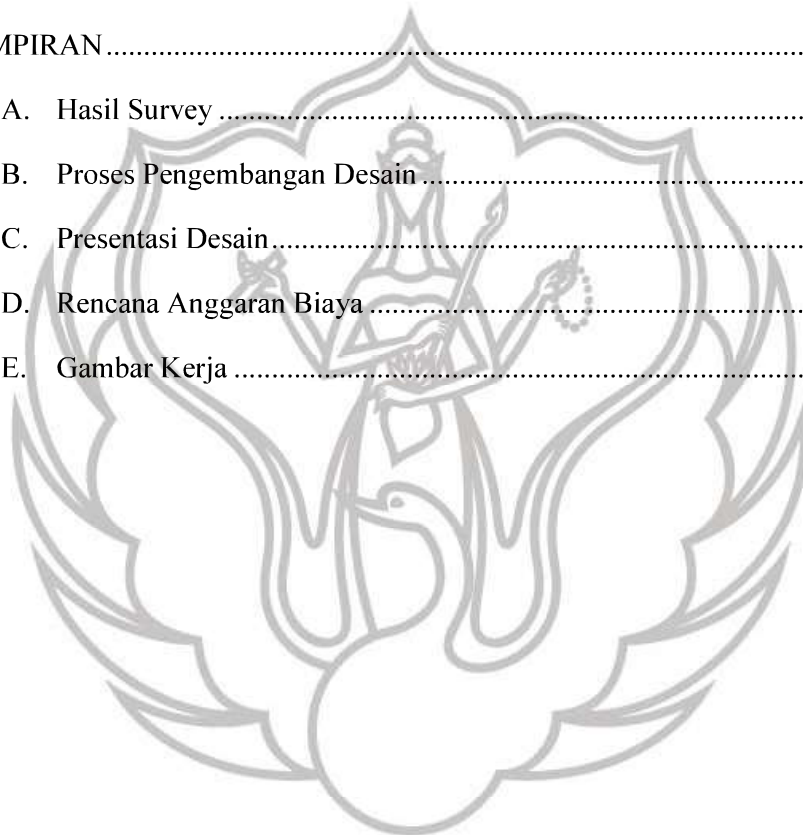 MPIRAN................................................................................................
A. Hasil Survey ................................................................................
B. Proses Pengembangan Desain ....................................................
C. Presentasi Desain.........................................................................
D. Rencana Anggaran Biaya ...........................................................
E. Gambar Kerja .............................................................................